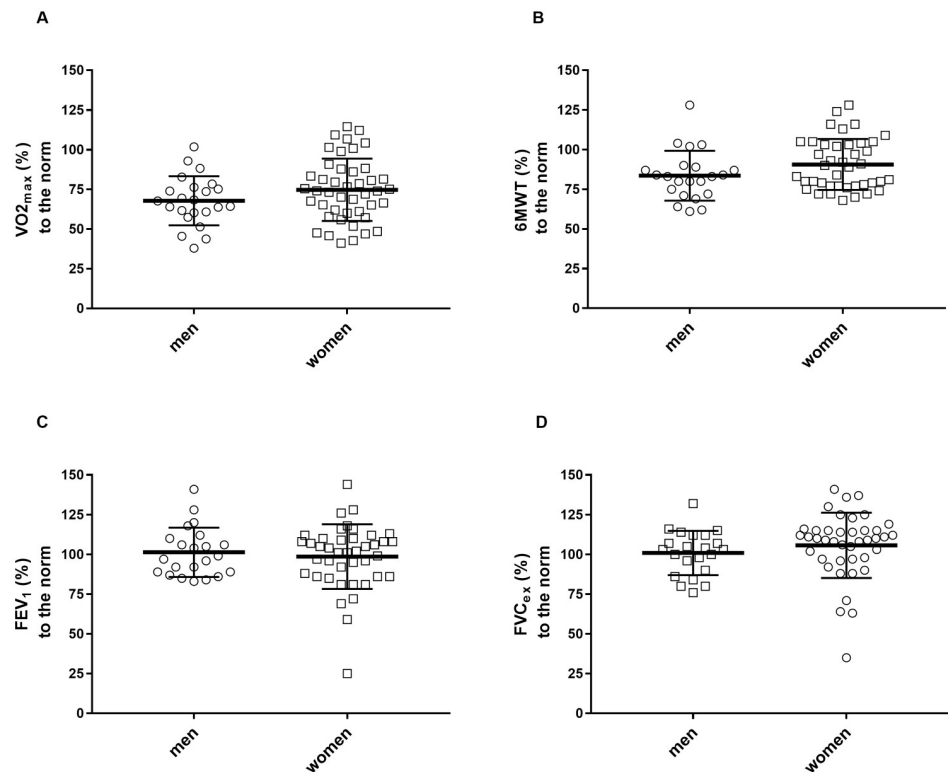 A
VO2max (%)
to the norm
150
125
100
75
50
25
0
men
women
B
6MWT (%)
to the norm
150
125
100
75
50
25
0
men
women
C
FEV1 (%)
to the norm
150
125
100
75
50
25
0
men
women
D
FVCex (%)
to the norm
150
125
100
75
50
25
0
men
women